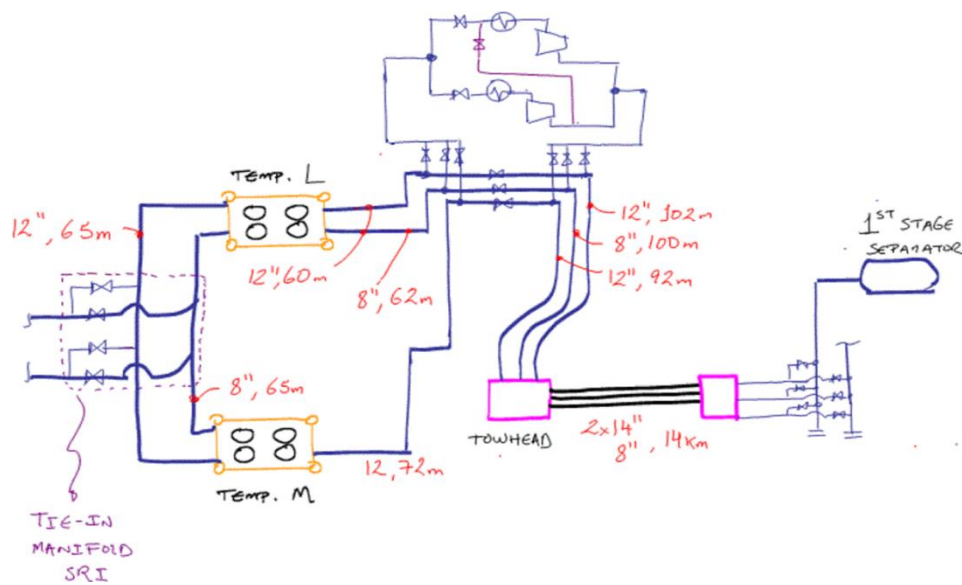 TEMP. L
12", 65m
12", 60m
8", 62m
12", 102m
8", 100m
12", 92m
1ST STAGE
SEPARATOR
8", 65m
TEMP. M
12, 72m
TOWHEAD
2x14"
8", 14km
TIE-IN
MANIFOLD
SRI